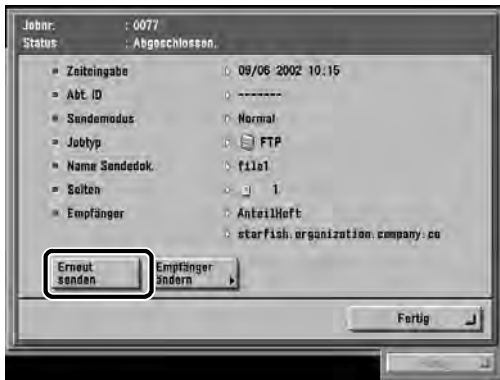 Jobnr. : 0077
Status : Abgeschlossen.
Zeiteingabe 09/06 2002 10:15
Abt. ID -------
Sendemodus Normal
Jobtyp FTP
Name Sendedok. file1
Seiten 1
Empfänger AnteilHeft
starfish.organization.company.co
Erneut senden
Empfänger ändern
Fertig